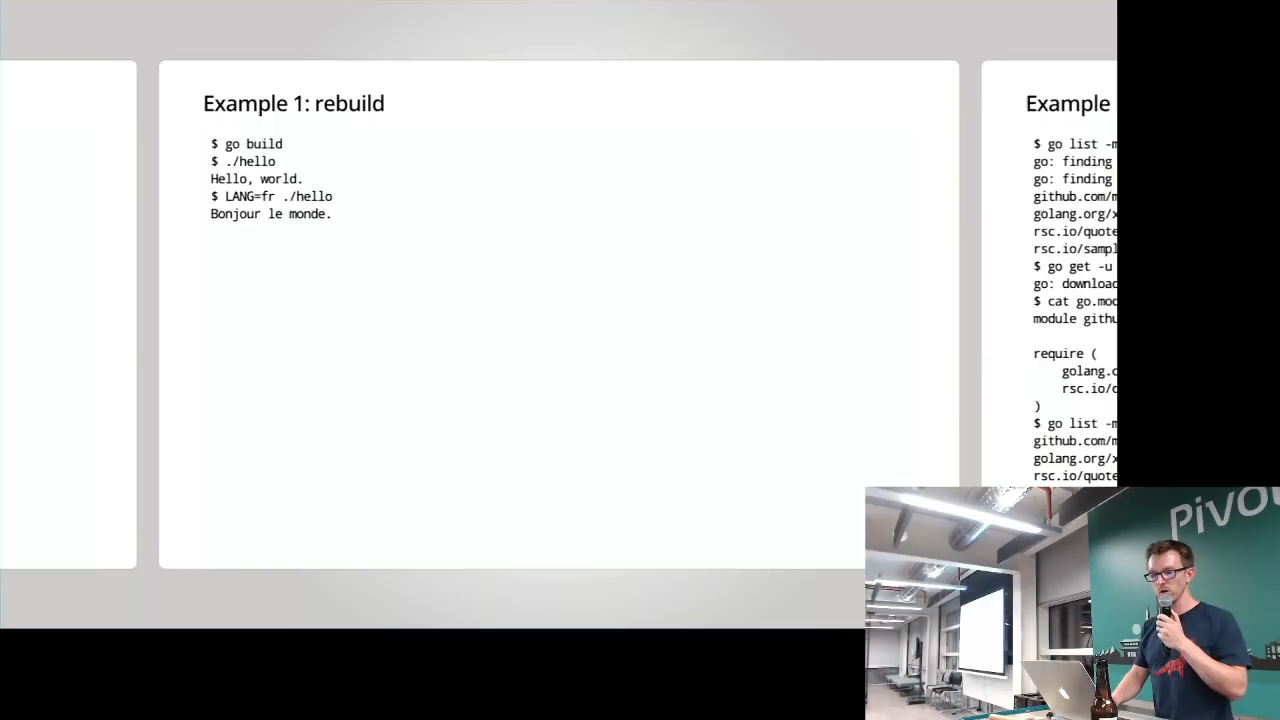 Example 1: rebuild
$ go build
$ ./hello
Hello, world.
$ LANG=fr ./hello
Bonjour le monde.
Example
$ go list -m
go: finding
go: finding
github.com/m
golang.org/x
rsc.io/quote
rsc.io/sampl
$ go get -u
go: download
$ cat go.mod
module githu
require (
golang.o
rsc.io/q
)
$ go list -m
github.com/m
golang.org/x
rsc.io/quote
Pivot